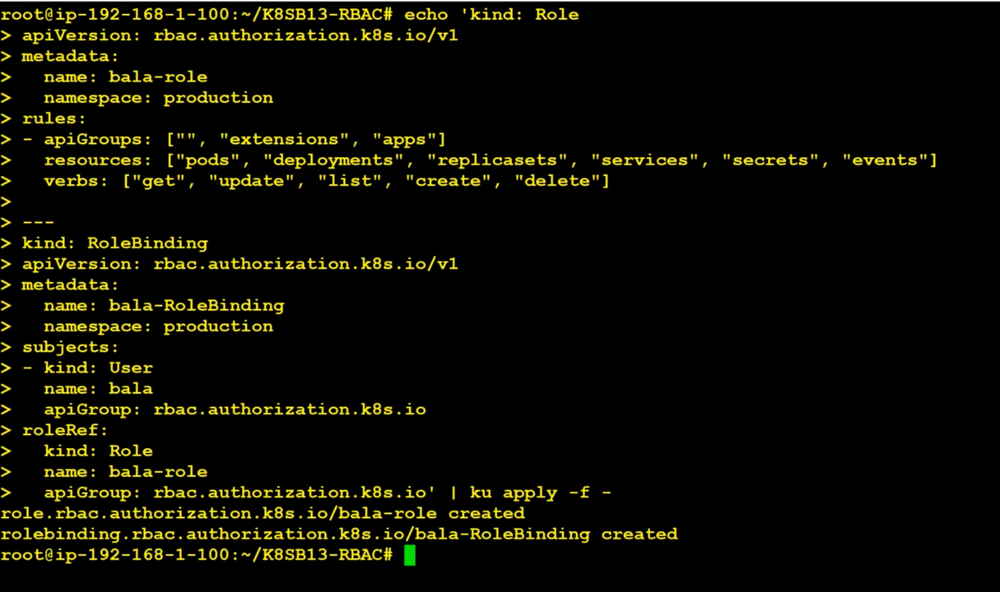 root@ip-192-168-1-100:~/K8SB13-RBAC# echo 'kind: Role
> apiVersion: rbac.authorization.k8s.io/v1
> metadata:
>   name: bala-role
>   namespace: production
> rules:
> - apiGroups: ["", "extensions", "apps"]
>   resources: ["pods", "deployments", "replicasets", "services", "secrets", "events"]
>   verbs: ["get", "update", "list", "create", "delete"]
>
> ---
> kind: RoleBinding
> apiVersion: rbac.authorization.k8s.io/v1
> metadata:
>   name: bala-RoleBinding
>   namespace: production
> subjects:
> - kind: User
>   name: bala
>   apiGroup: rbac.authorization.k8s.io
> roleRef:
>   kind: Role
>   name: bala-role
>   apiGroup: rbac.authorization.k8s.io' | ku apply -f -
role.rbac.authorization.k8s.io/bala-role created
rolebinding.rbac.authorization.k8s.io/bala-RoleBinding created
root@ip-192-168-1-100:~/K8SB13-RBAC#